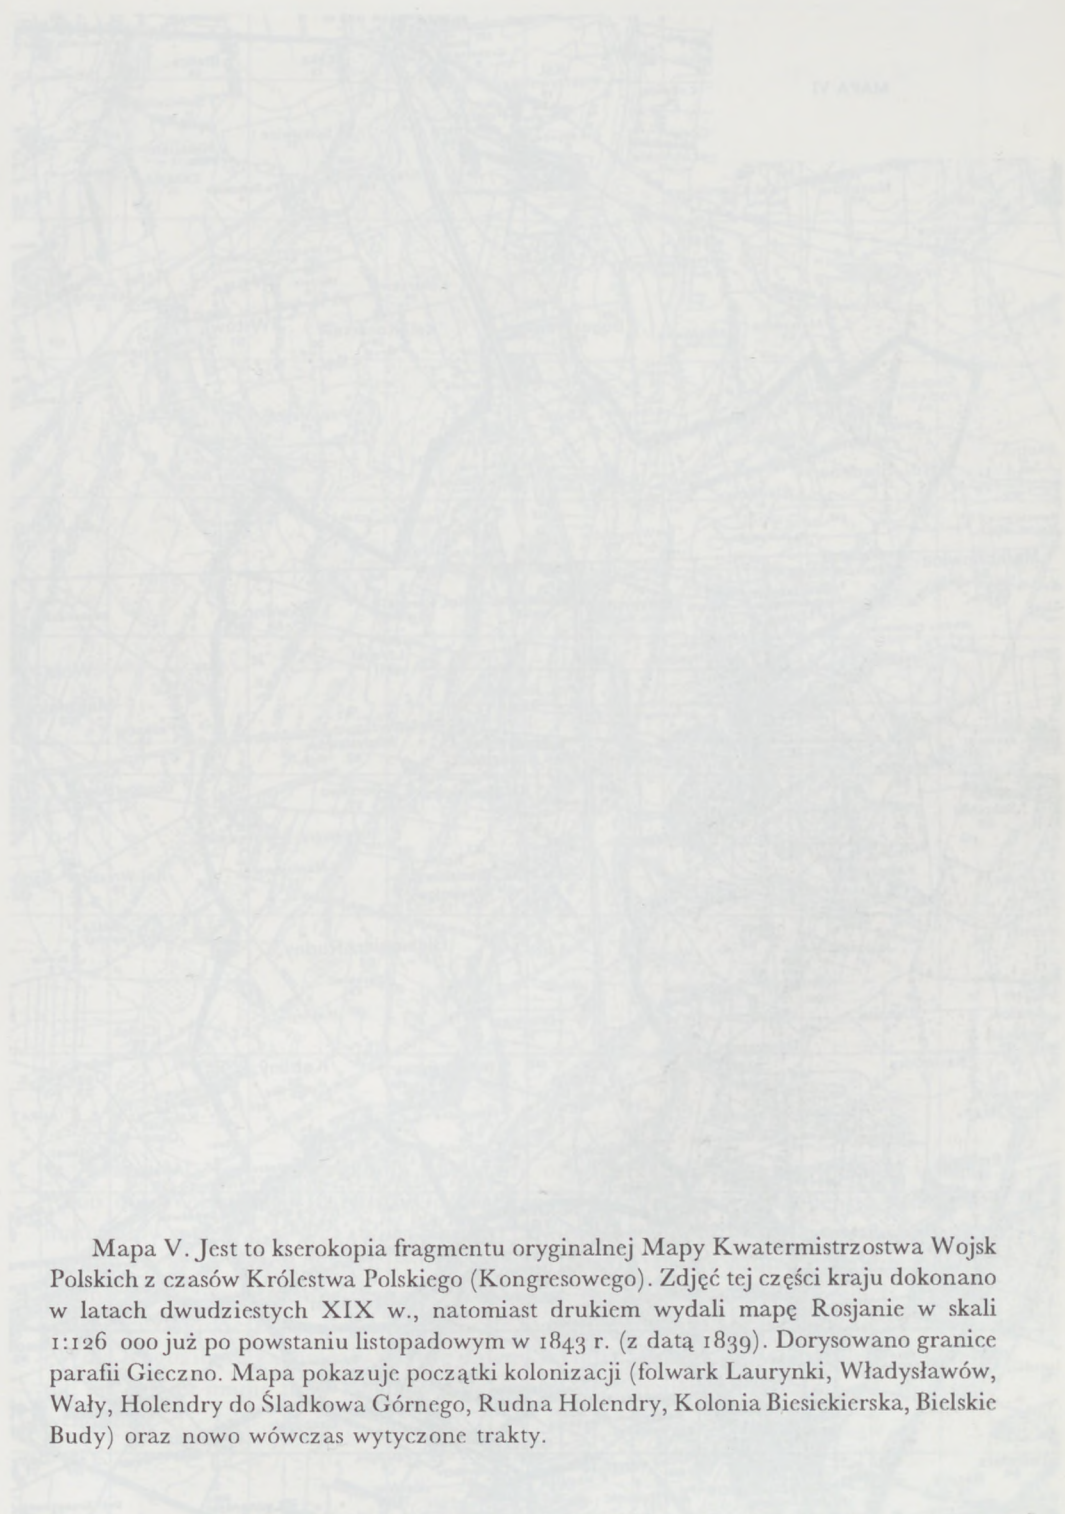 Mapa V. Jest to kserokopia fragmentu oryginalnej Mapy Kwatermistrzostwa Wojsk
Polskich z czasów Królestwa Polskiego (Kongresowego). Zdjęć tej części kraju dokonano
w latach dwudziestych XIX w., natomiast drukiem wydali mapę Rosjanie w skali
1:126 000 już po powstaniu listopadowym w 1843 r. (z datą 1839). Dorysowano granice
parafii Gieczno. Mapa pokazuje początki kolonizacji (folwark Laurynki, Władysławów,
Wały, Holendry do Śladkowa Górnego, Rudna Holendry, Kolonia Biesiekierska, Bielskie
Budy) oraz nowo wówczas wytyczone trakty.